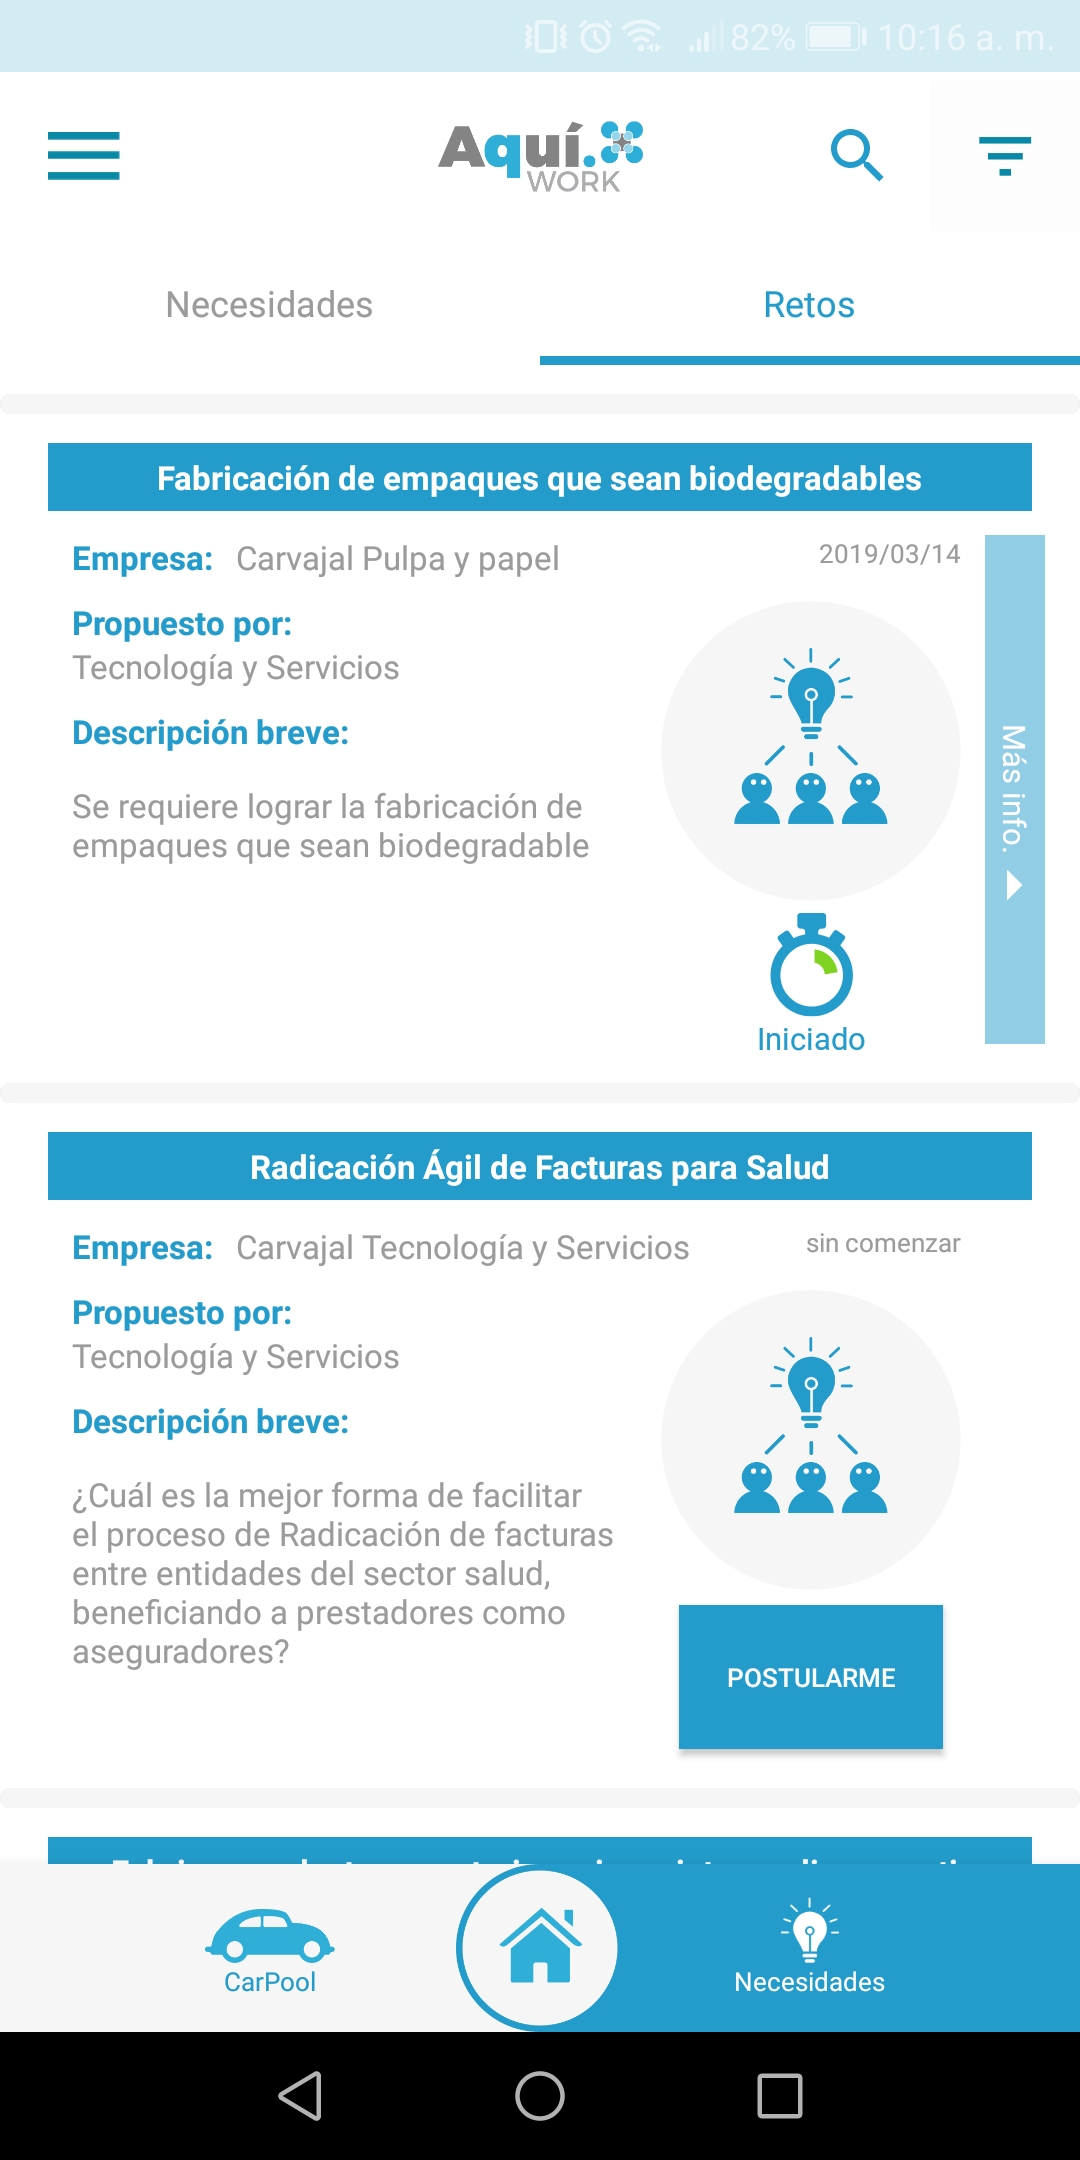 82% 10:16 a. m.
Aquí.
WORK
Necesidades Retos
Fabricación de empaques que sean biodegradables
Empresa: Carvajal Pulpa y papel 2019/03/14
Propuesto por:
Tecnología y Servicios
Descripción breve:
Se requiere lograr la fabricación de
empaques que sean biodegradable
Más info.
Iniciado
Radicación Ágil de Facturas para Salud
Empresa: Carvajal Tecnología y Servicios sin comenzar
Propuesto por:
Tecnología y Servicios
Descripción breve:
¿Cuál es la mejor forma de facilitar
el proceso de Radicación de facturas
entre entidades del sector salud,
beneficiando a prestadores como
aseguradores?
POSTULARME
CarPool Necesidades